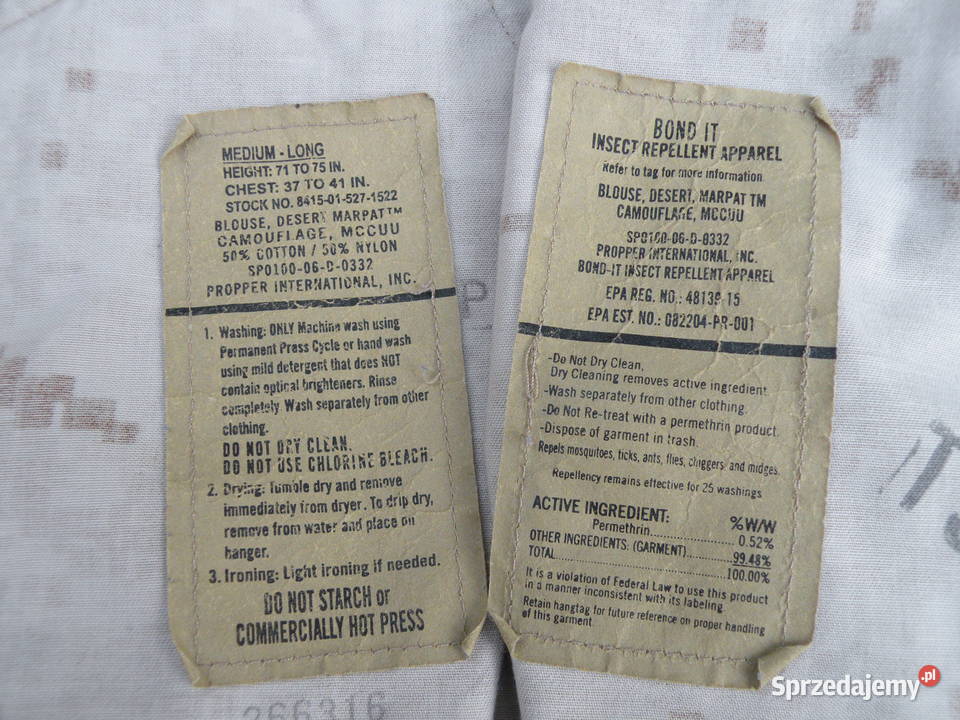 MEDIUM - LONG
HEIGHT: 71 TO 75 IN.
CHEST: 37 TO 41 IN.
STOCK NO. 8415-01-527-1522
BLOUSE, DESERT MARPAT™
CAMOUFLAGE, MCCUU
50% COTTON / 50% NYLON
SPO100-06-D-0332
PROPPER INTERNATIONAL, INC.
1. Washing: ONLY Machine wash using
Permanent Press Cycle or hand wash
using mild detergent that does NOT
contain optical brighteners. Rinse
completely. Wash separately from other
clothing.
DO NOT DRY CLEAN.
DO NOT USE CHLORINE BLEACH.
2. Drying: Tumble dry and remove
immediately from dryer. To drip dry,
remove from water and place on
hanger.
3. Ironing: Light ironing if needed.
DO NOT STARCH or
COMMERCIALLY HOT PRESS
266316
P
BOND IT
INSECT REPELLENT APPAREL
Refer to tag for more information.
BLOUSE, DESERT, MARPAT TM
CAMOUFLAGE, MCCUU
SPO100-06-D-0332
PROPPER INTERNATIONAL, INC.
BOND-IT INSECT REPELLENT APPAREL
EPA REG. NO.: 48139-15
EPA EST. NO.: 082204-PR-001
-Do Not Dry Clean,
Dry Cleaning removes active ingredient.
-Wash separately from other clothing.
-Do Not Re-treat with a permethrin product.
-Dispose of garment in trash.
Repels mosquitoes, ticks, ants, flies, chiggers, and midges.
Repellency remains effective for 25 washings
ACTIVE INGREDIENT: %W/W
Permethrin 0.52%
OTHER INGREDIENTS: (GARMENT) 99.48%
TOTAL 100.00%
It is a violation of Federal Law to use this product
in a manner inconsistent with its labeling.
Retain hangtag for future reference on proper handling
of this garment.
Sprzedajemy.pl